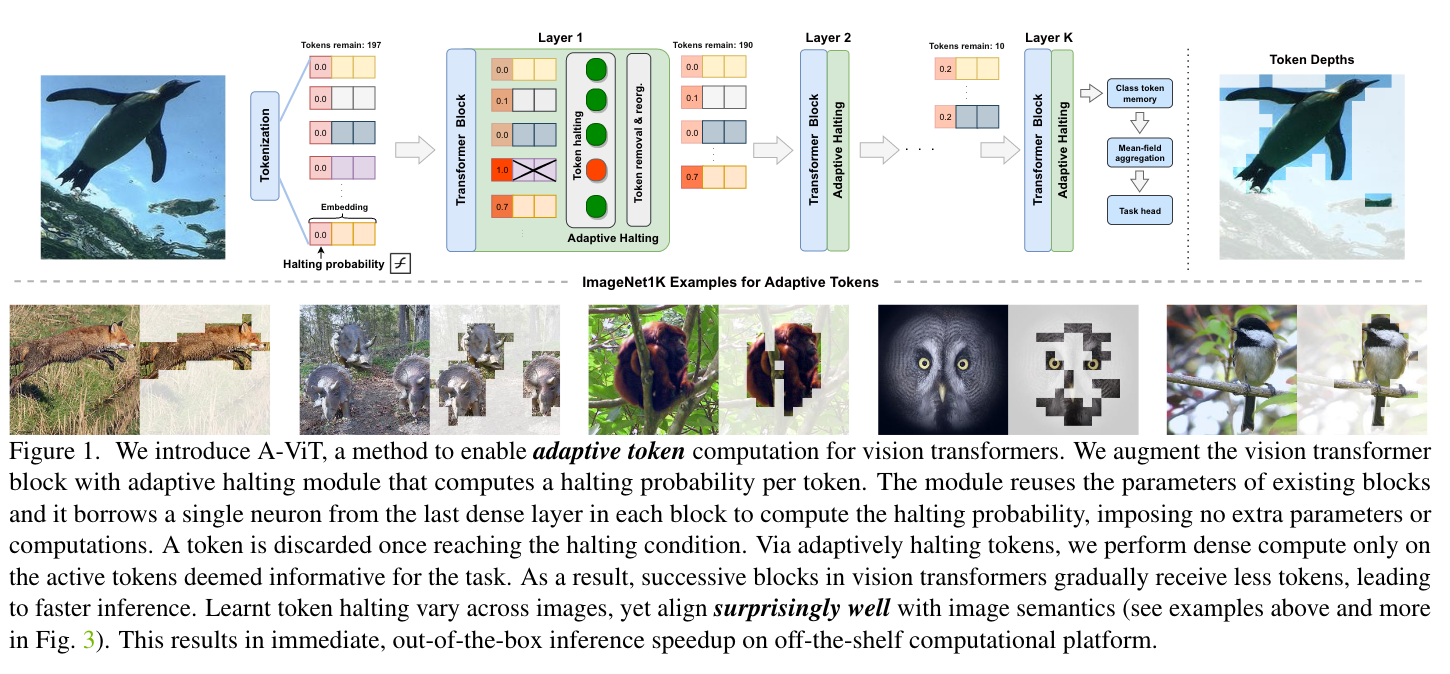 Layer 1
Layer 2
Layer K
Tokens remain: 197
Tokens remain: 190
Tokens remain: 10
Token Depths
Tokenization
0.0
0.0
0.0
0.0
Embedding
0.0
Halting probability
Transformer Block
0.0
0.1
0.0
1.0
0.7
Token halting
Token removal & reorg.
Adaptive Halting
0.0
0.1
0.0
0.7
Transformer Block
Adaptive Halting
. . .
0.2
0.2
Transformer Block
Adaptive Halting
Class token
memory
Mean-field
aggregation
Task head
ImageNet1K Examples for Adaptive Tokens
Figure 1. We introduce A-ViT, a method to enable adaptive token computation for vision transformers. We augment the vision transformer
block with adaptive halting module that computes a halting probability per token. The module reuses the parameters of existing blocks
and it borrows a single neuron from the last dense layer in each block to compute the halting probability, imposing no extra parameters or
computations. A token is discarded once reaching the halting condition. Via adaptively halting tokens, we perform dense compute only on
the active tokens deemed informative for the task. As a result, successive blocks in vision transformers gradually receive less tokens, leading
to faster inference. Learnt token halting vary across images, yet align surprisingly well with image semantics (see examples above and more
in Fig. 3). This results in immediate, out-of-the-box inference speedup on off-the-shelf computational platform.